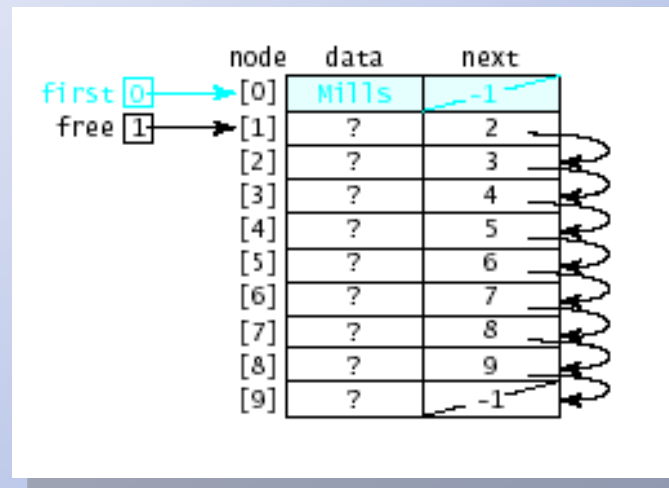 node data next
first 0 [0] Mills -1
free 1 [1] ? 2
[2] ? 3
[3] ? 4
[4] ? 5
[5] ? 6
[6] ? 7
[7] ? 8
[8] ? 9
[9] ? -1